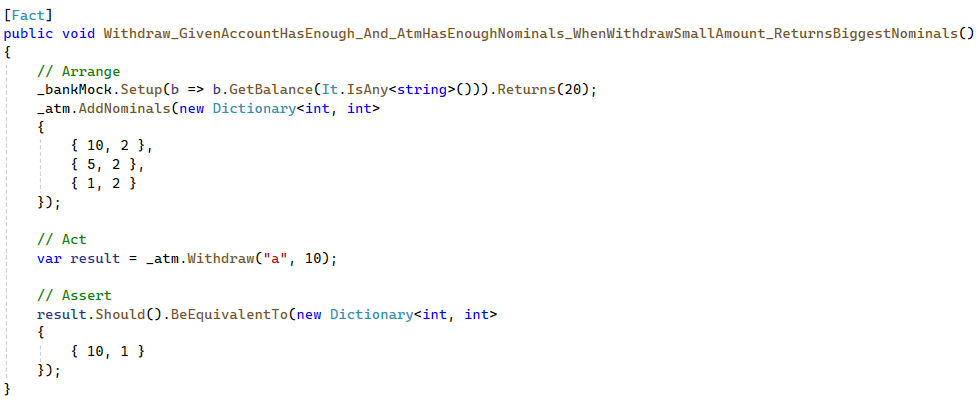 [Fact]
public void Withdraw_GivenAccountHasEnough_And_AtmHasEnoughNominals_WhenWithdrawSmallAmount_ReturnsBiggestNominals()
{
    // Arrange
    _bankMock.Setup(b => b.GetBalance(It.IsAny<string>())).Returns(20);
    _atm.AddNominals(new Dictionary<int, int>
    {
        { 10, 2 },
        { 5, 2 },
        { 1, 2 }
    });

    // Act
    var result = _atm.Withdraw("a", 10);

    // Assert
    result.Should().BeEquivalentTo(new Dictionary<int, int>
    {
        { 10, 1 }
    });
}